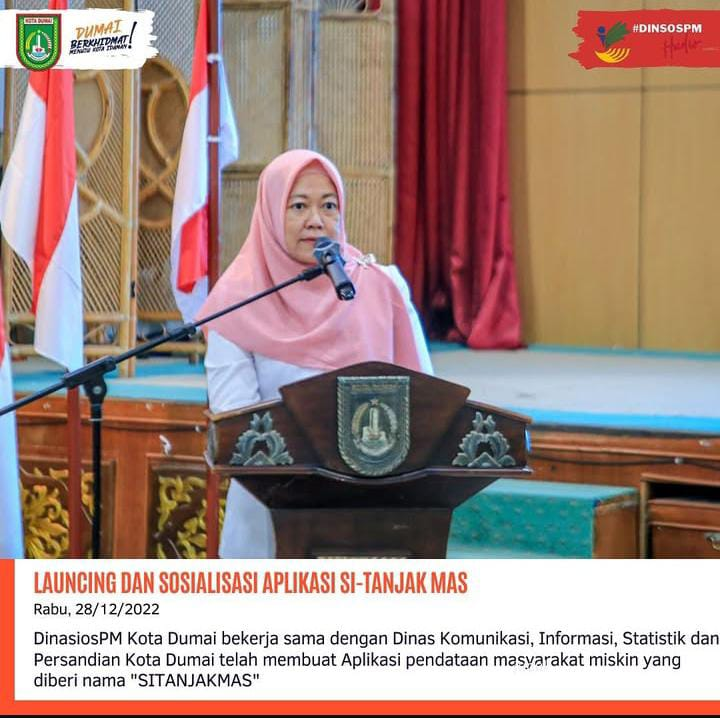 KOTA DUMAI
DUMAI
BERKHIDMAT!
MENUJU KOTA IDAMAN
#DINSOSPM
Hadir
KOTA DUMAI
LAUNCING DAN SOSIALISASI APLIKASI SI-TANJAK MAS
Rabu, 28/12/2022
DinasiosPM Kota Dumai bekerja sama dengan Dinas Komunikasi, Informasi, Statistik dan
Persandian Kota Dumai telah membuat Aplikasi pendataan masyarakat miskin yang
diberi nama "SITANJAKMAS"